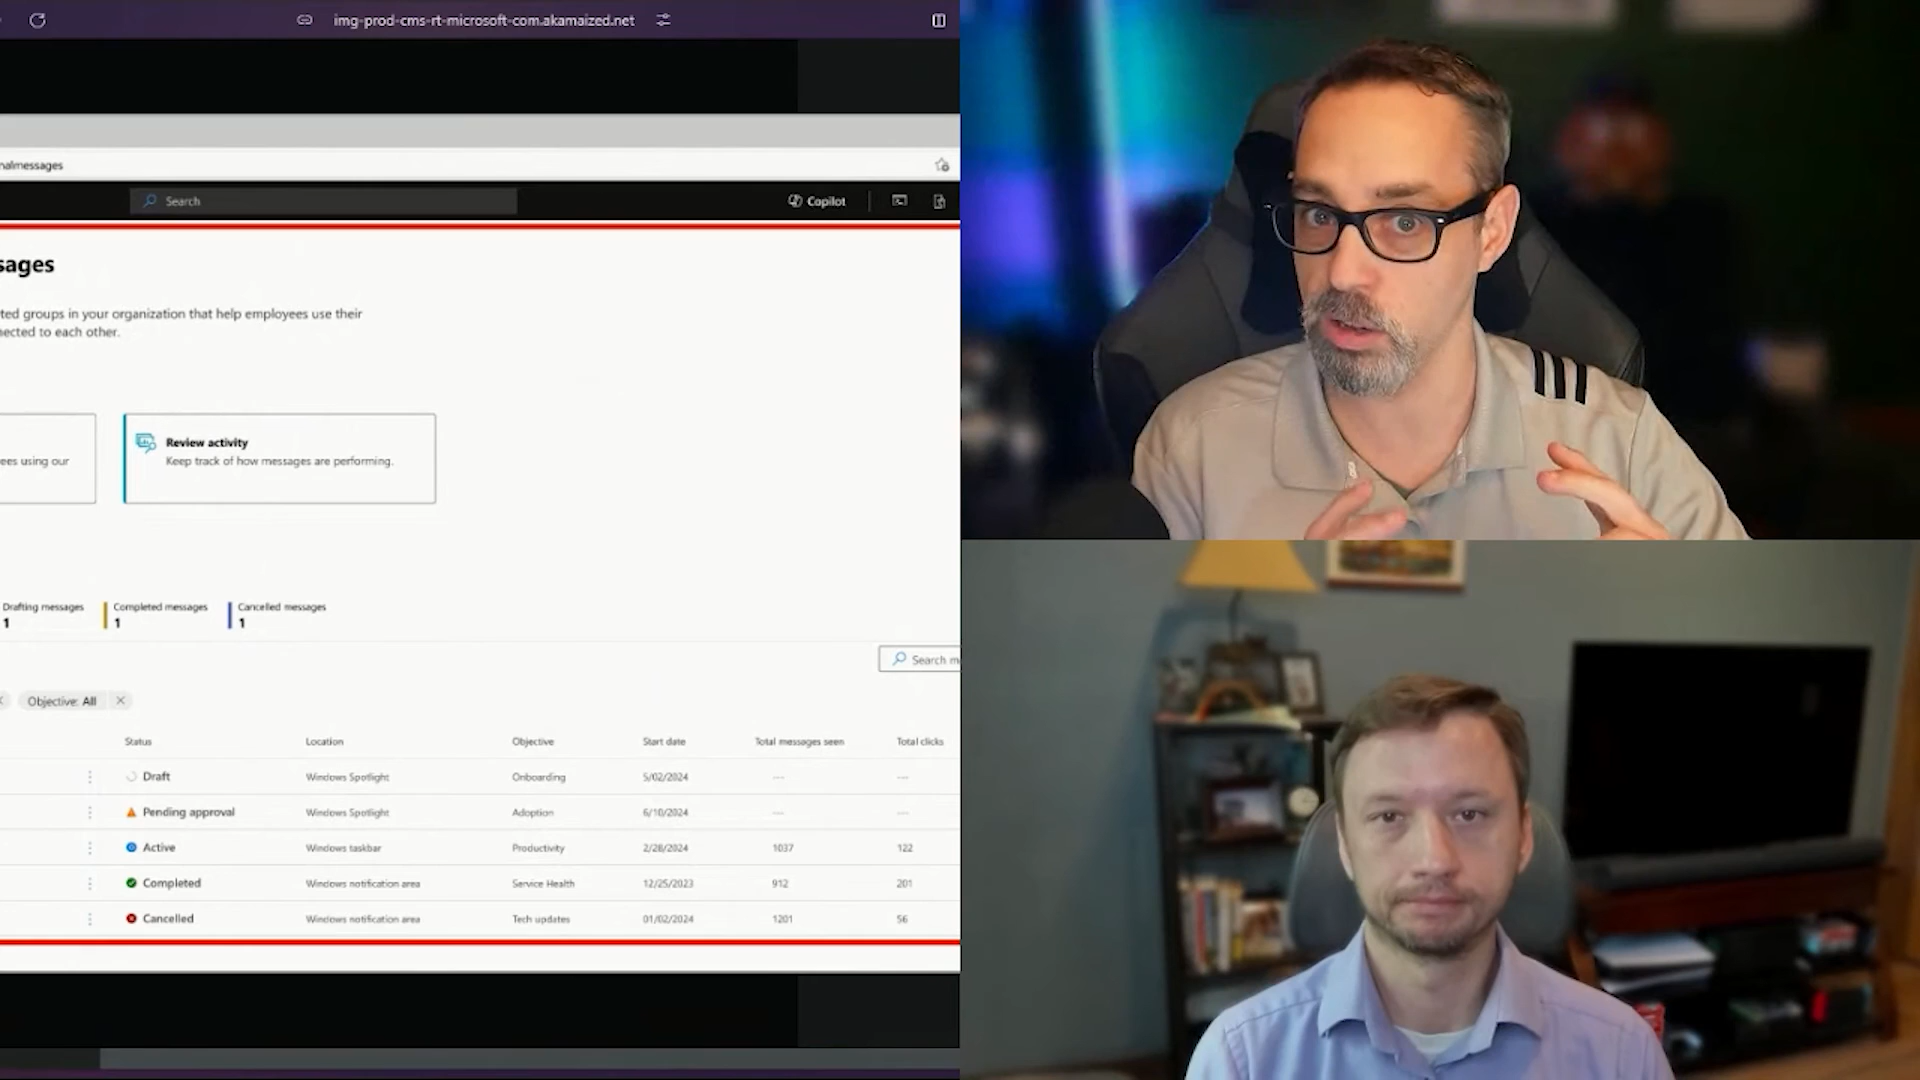 img-prod-cms-rt-microsoft-com.akamaized.net
nalmessages
Search
Copilot
sages
ted groups in your organization that help employees use their
nected to each other.
ees using our
Review activity
Keep track of how messages are performing.
Drafting messages
1
Completed messages
1
Cancelled messages
1
Search m
Objective: All
Status Location Objective Start date Total messages seen Total clicks
Draft Windows Spotlight Onboarding 5/02/2024 --- ---
Pending approval Windows Spotlight Adoption 6/10/2024 --- ---
Active Windows taskbar Productivity 2/28/2024 1037 122
Completed Windows notification area Service Health 12/25/2023 912 201
Cancelled Windows notification area Tech updates 01/02/2024 1201 56